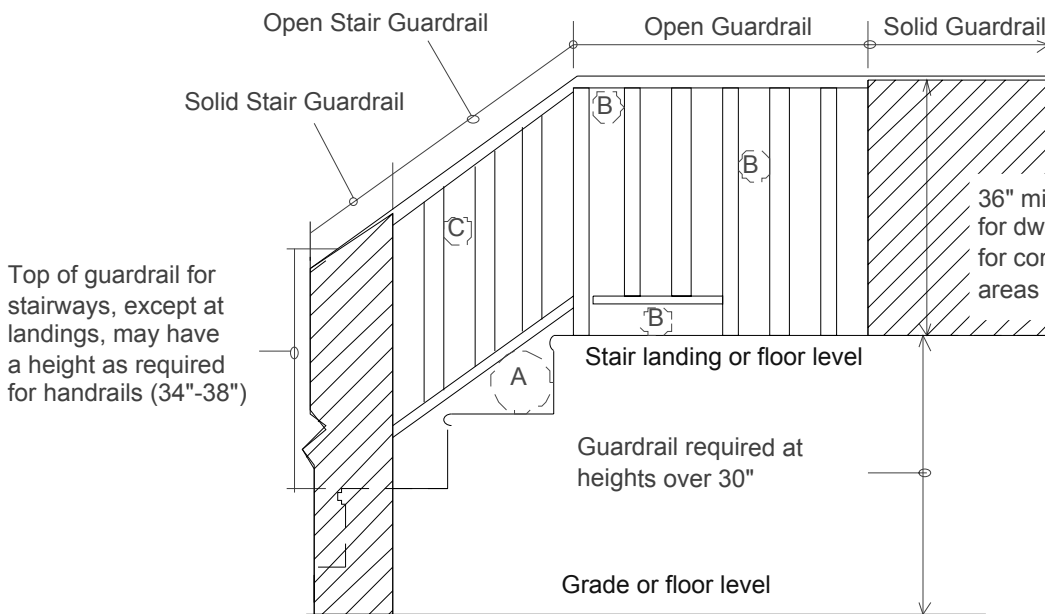 Open Stair Guardrail
Open Guardrail
Solid Guardrail
Solid Stair Guardrail
B
B
C
36" mi
for dw
for con
areas
Top of guardrail for
stairways, except at
landings, may have
a height as required
for handrails (34"-38")
B
Stair landing or floor level
A
Guardrail required at
heights over 30"
Grade or floor level